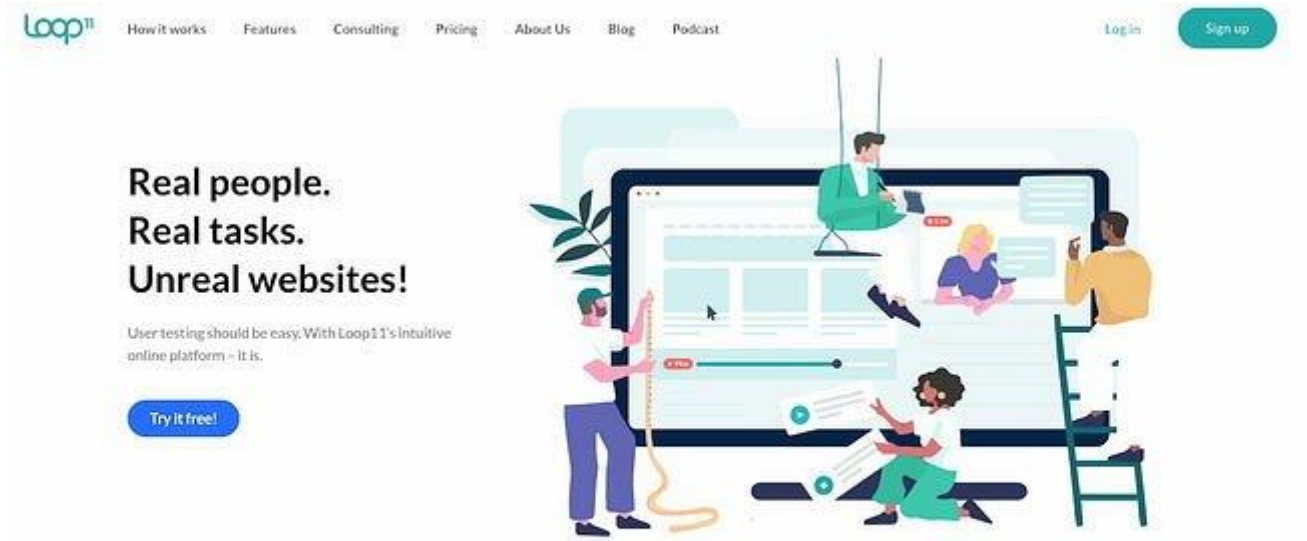 Loop11
How it works Features Consulting Pricing About Us Blog Podcast Log in Sign up
Real people.
Real tasks.
Unreal websites!
User testing should be easy. With Loop11's intuitive
online platform – it is.
Try it free!